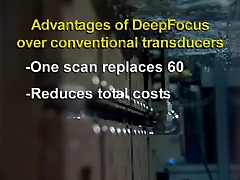 Advantages of DeepFocus
over conventional transducers
-One scan replaces 60
-Reduces total costs